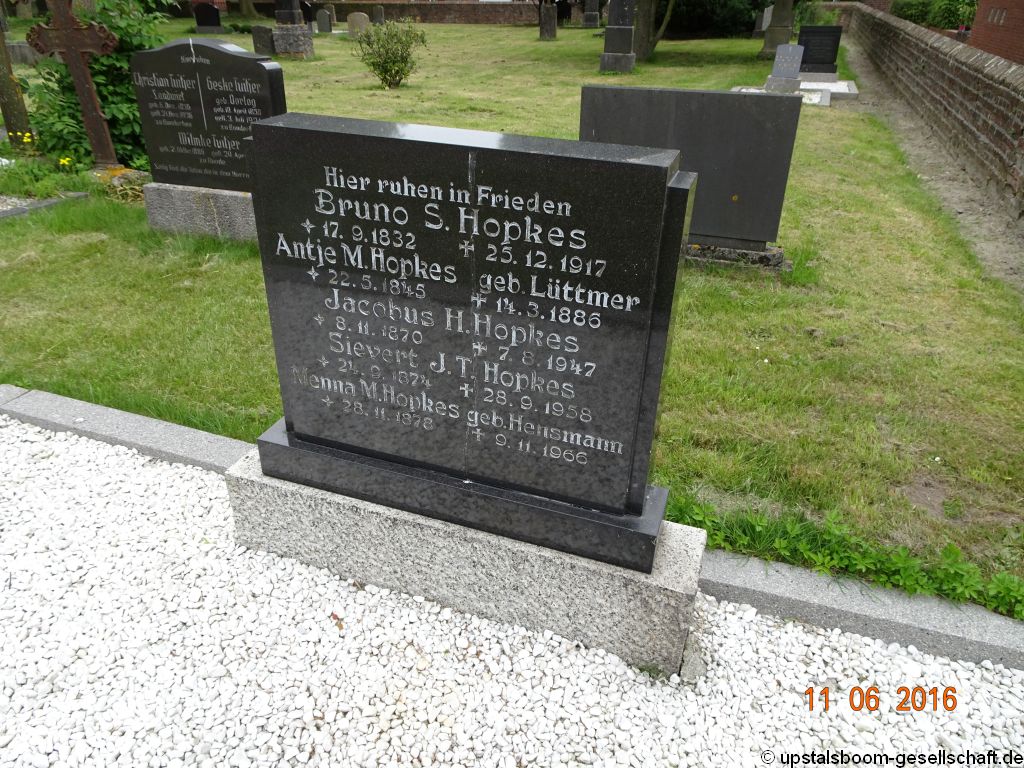 Hier ruhen in Frieden
Bruno S. Hopkes
17. 9. 1832 25. 12. 1917
Antje M. Hopkes geb. Lüttmer
22. 5. 1845 14. 3. 1886
Jacobus H. Hopkes
8. 11. 1870 7. 8. 1947
Sievert J. T. Hopkes
24. 9. 1874 28. 9. 1958
Menna M. Hopkes geb. Hensmann
28. 11. 1878 9. 11. 1966
Christian Geske
geb.
geb.
Wilmke
11 06 2016
© upstalsboom-gesellschaft.de